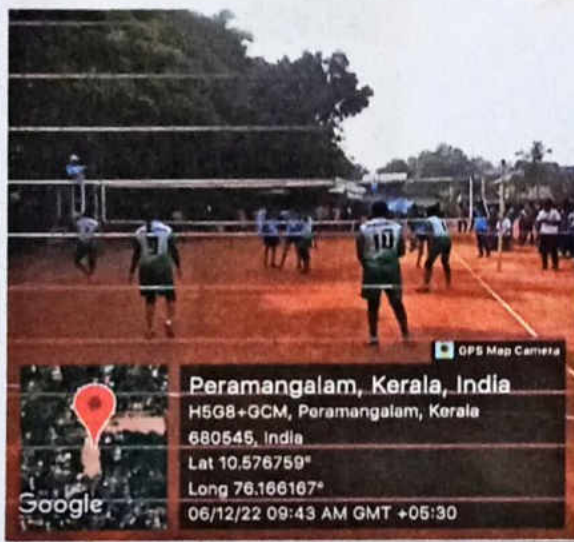 7
10
GPS Map Camera
Peramangalam, Kerala, India
H5G8+GCM, Peramangalam, Kerala
680545, India
Lat 10.576759°
Long 76.166167°
06/12/22 09:43 AM GMT +05:30
Google